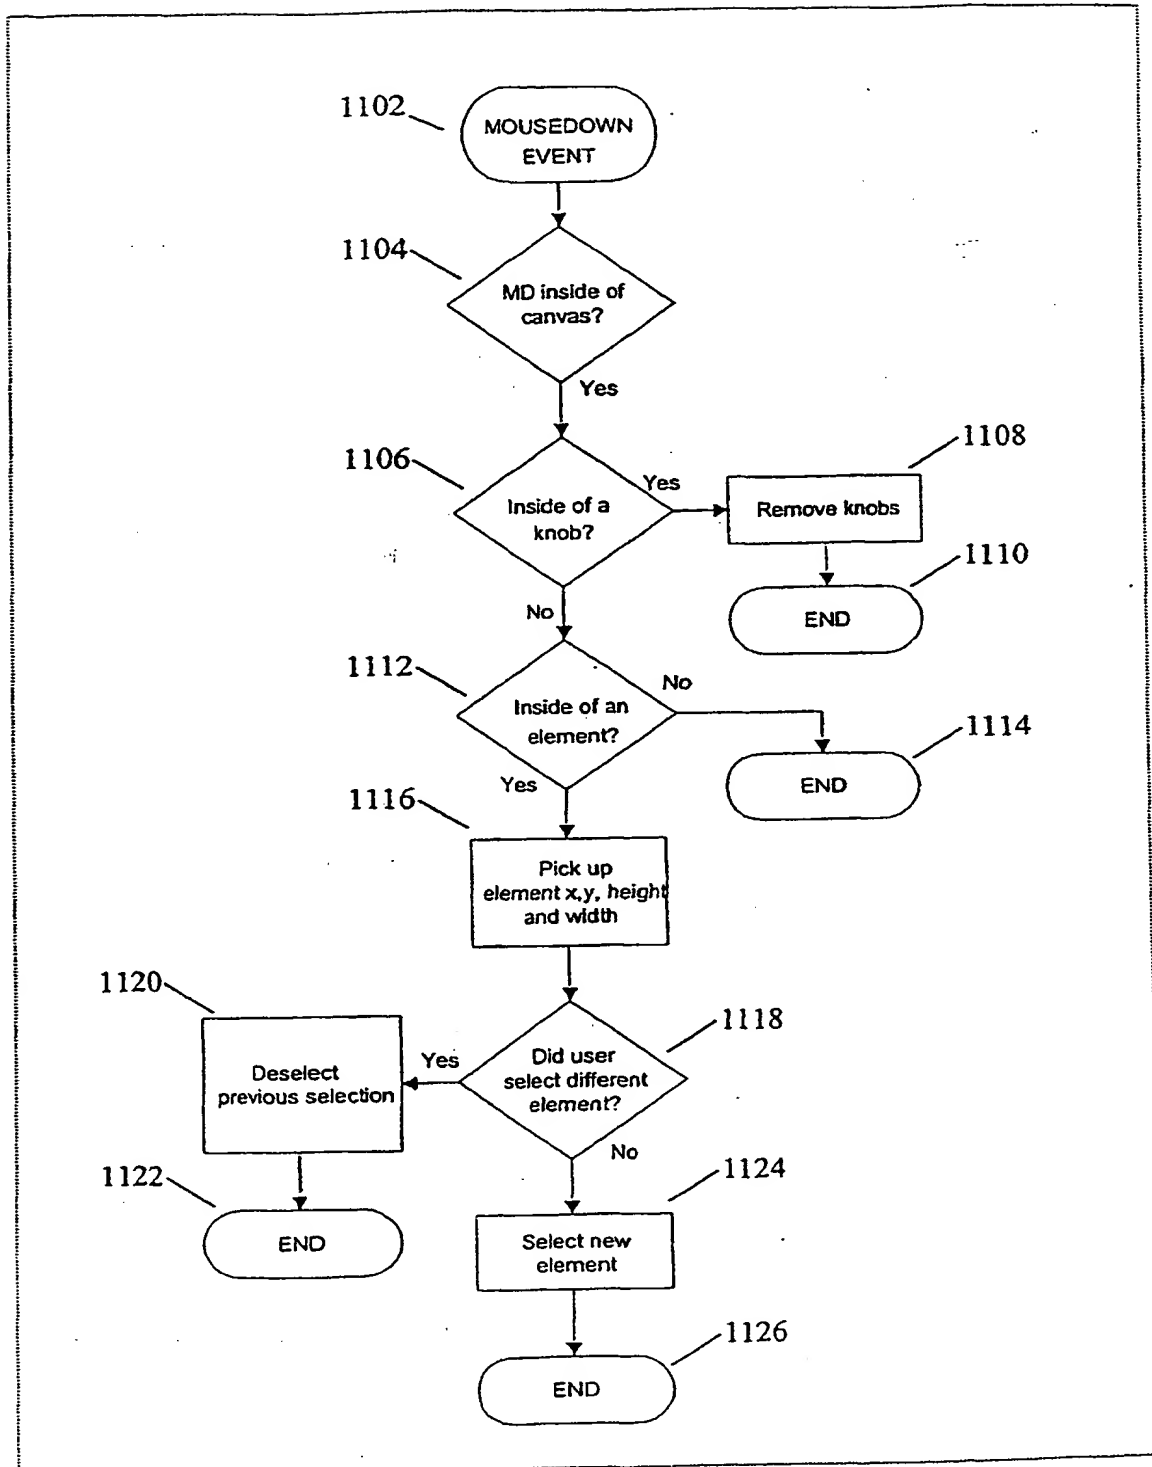 1102
MOUSEDOWN
EVENT
1104
MD inside of
canvas?
Yes
1106
Inside of a
knob?
Yes
1108
Remove knobs
1110
END
No
1112
Inside of an
element?
No
1114
END
Yes
1116
Pick up
element x,y, height
and width
1118
Did user
select different
element?
Yes
1120
Deselect
previous selection
1122
END
No
1124
Select new
element
1126
END